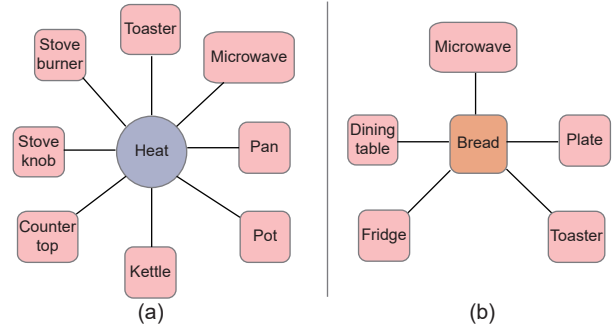 Toaster
Stove
burner
Microwave
Stove
knob
Heat
Pan
Counter
top
Pot
Kettle
(a)
Microwave
Dining
table
Bread
Plate
Fridge
Toaster
(b)